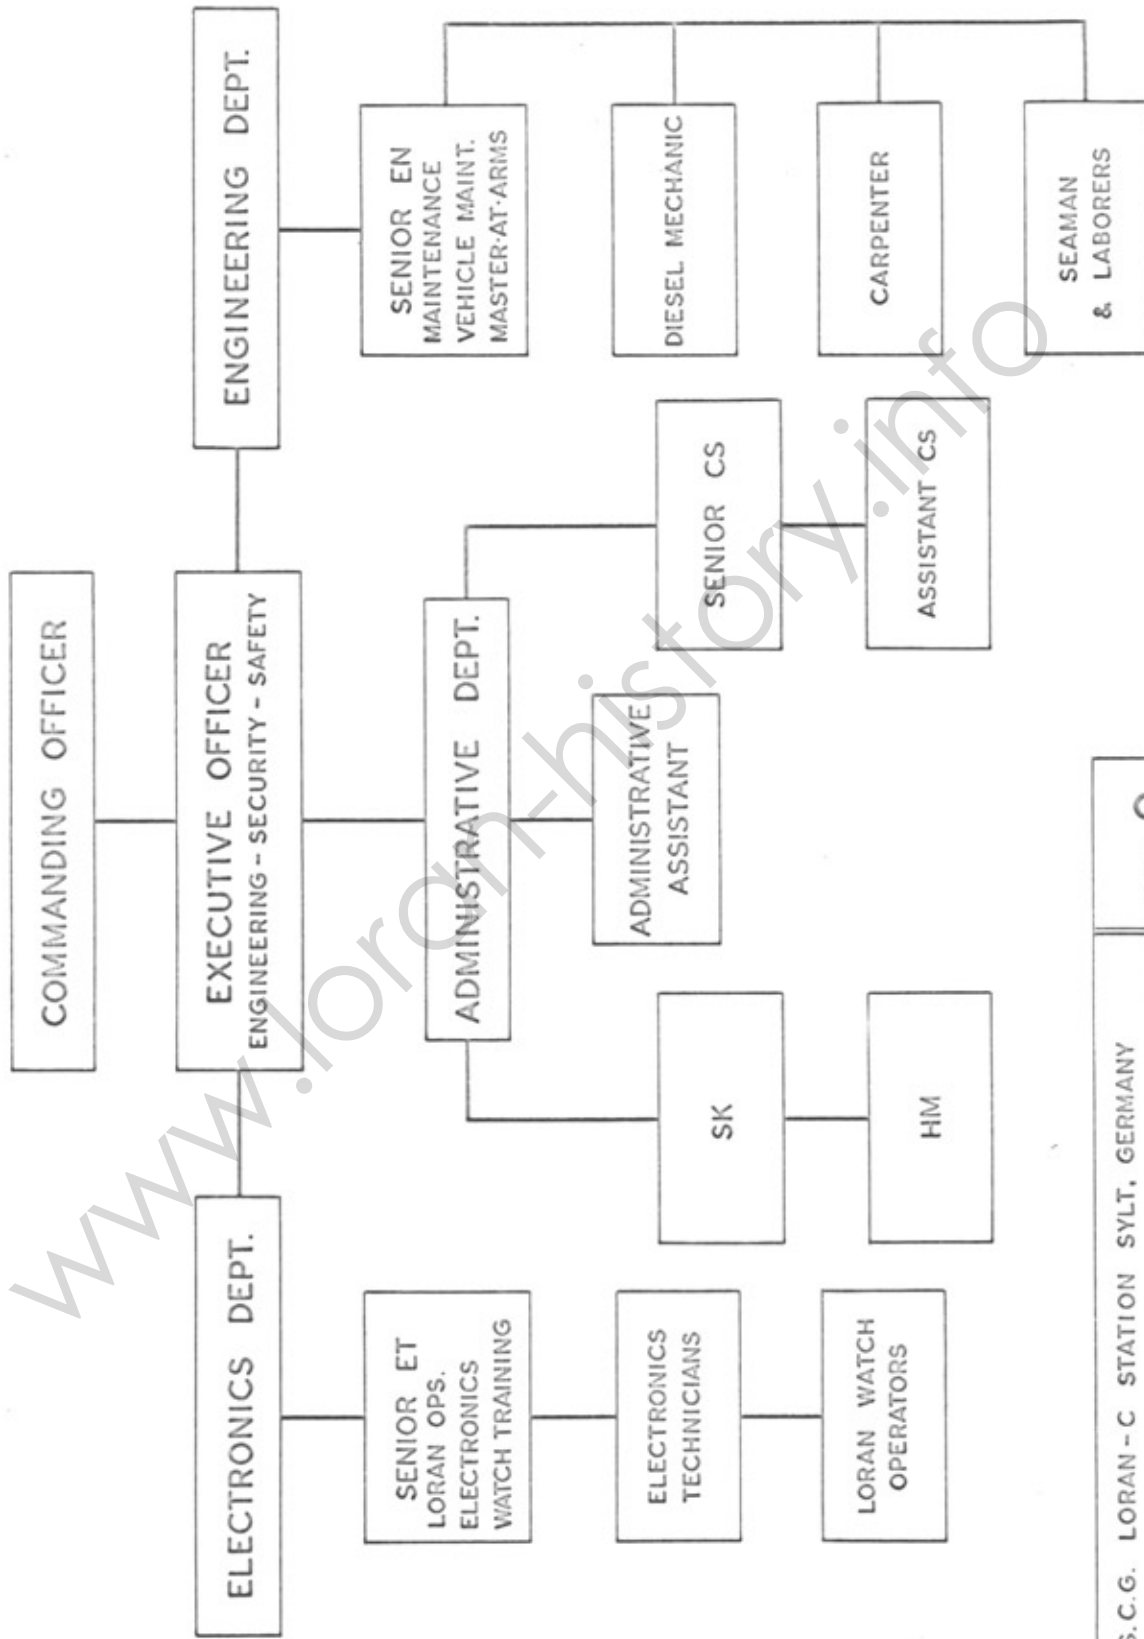 COMMANDING OFFICER
EXECUTIVE OFFICER
ENGINEERING - SECURITY - SAFETY
ELECTRONICS DEPT.
SENIOR ET
LORAN OPS.
ELECTRONICS
WATCH TRAINING
ELECTRONICS
TECHNICIANS
LORAN WATCH
OPERATORS
ADMINISTRATIVE DEPT.
SK
HM
ADMINISTRATIVE
ASSISTANT
SENIOR CS
ASSISTANT CS
ENGINEERING DEPT.
SENIOR EN
MAINTENANCE
VEHICLE MAINT.
MASTER-AT-ARMS
DIESEL MECHANIC
CARPENTER
SEAMAN
& LABORERS
S.C.G. LORAN-C STATION SYLT, GERMANY
www.loran-history.info